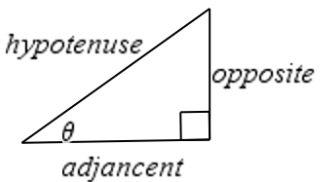 hypotenuse
opposite
θ
adjancent